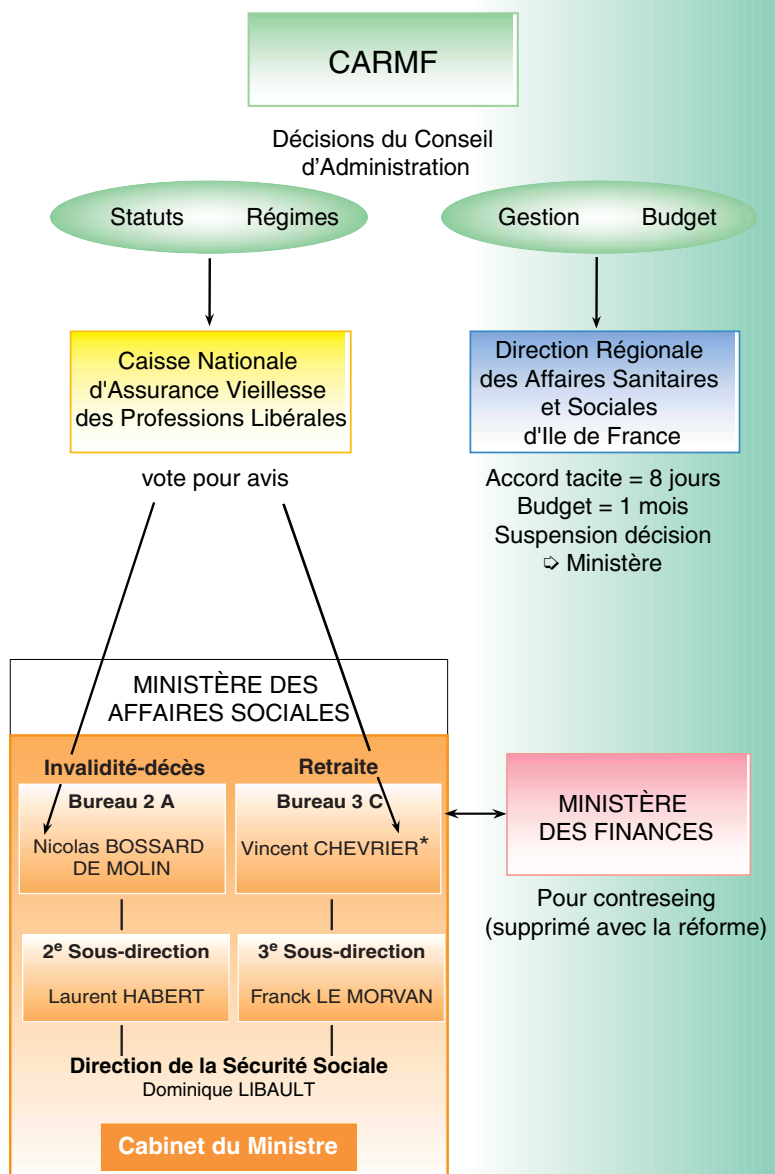 CARMF
Décisions du Conseil
d'Administration
Statuts Régimes
Gestion Budget
Caisse Nationale
d'Assurance Vieillesse
des Professions Libérales
vote pour avis
Direction Régionale
des Affaires Sanitaires
et Sociales
d'Ile de France
Accord tacite = 8 jours
Budget = 1 mois
Suspension décision
➪ Ministère
MINISTÈRE DES
AFFAIRES SOCIALES
Invalidité-décès
Bureau 2 A
Nicolas BOSSARD
DE MOLIN
Retraite
Bureau 3 C
Vincent CHEVRIER*
MINISTÈRE
DES FINANCES
Pour contreseing
(supprimé avec la réforme)
2e Sous-direction
Laurent HABERT
3e Sous-direction
Franck LE MORVAN
Direction de la Sécurité Sociale
Dominique LIBAULT
Cabinet du Ministre